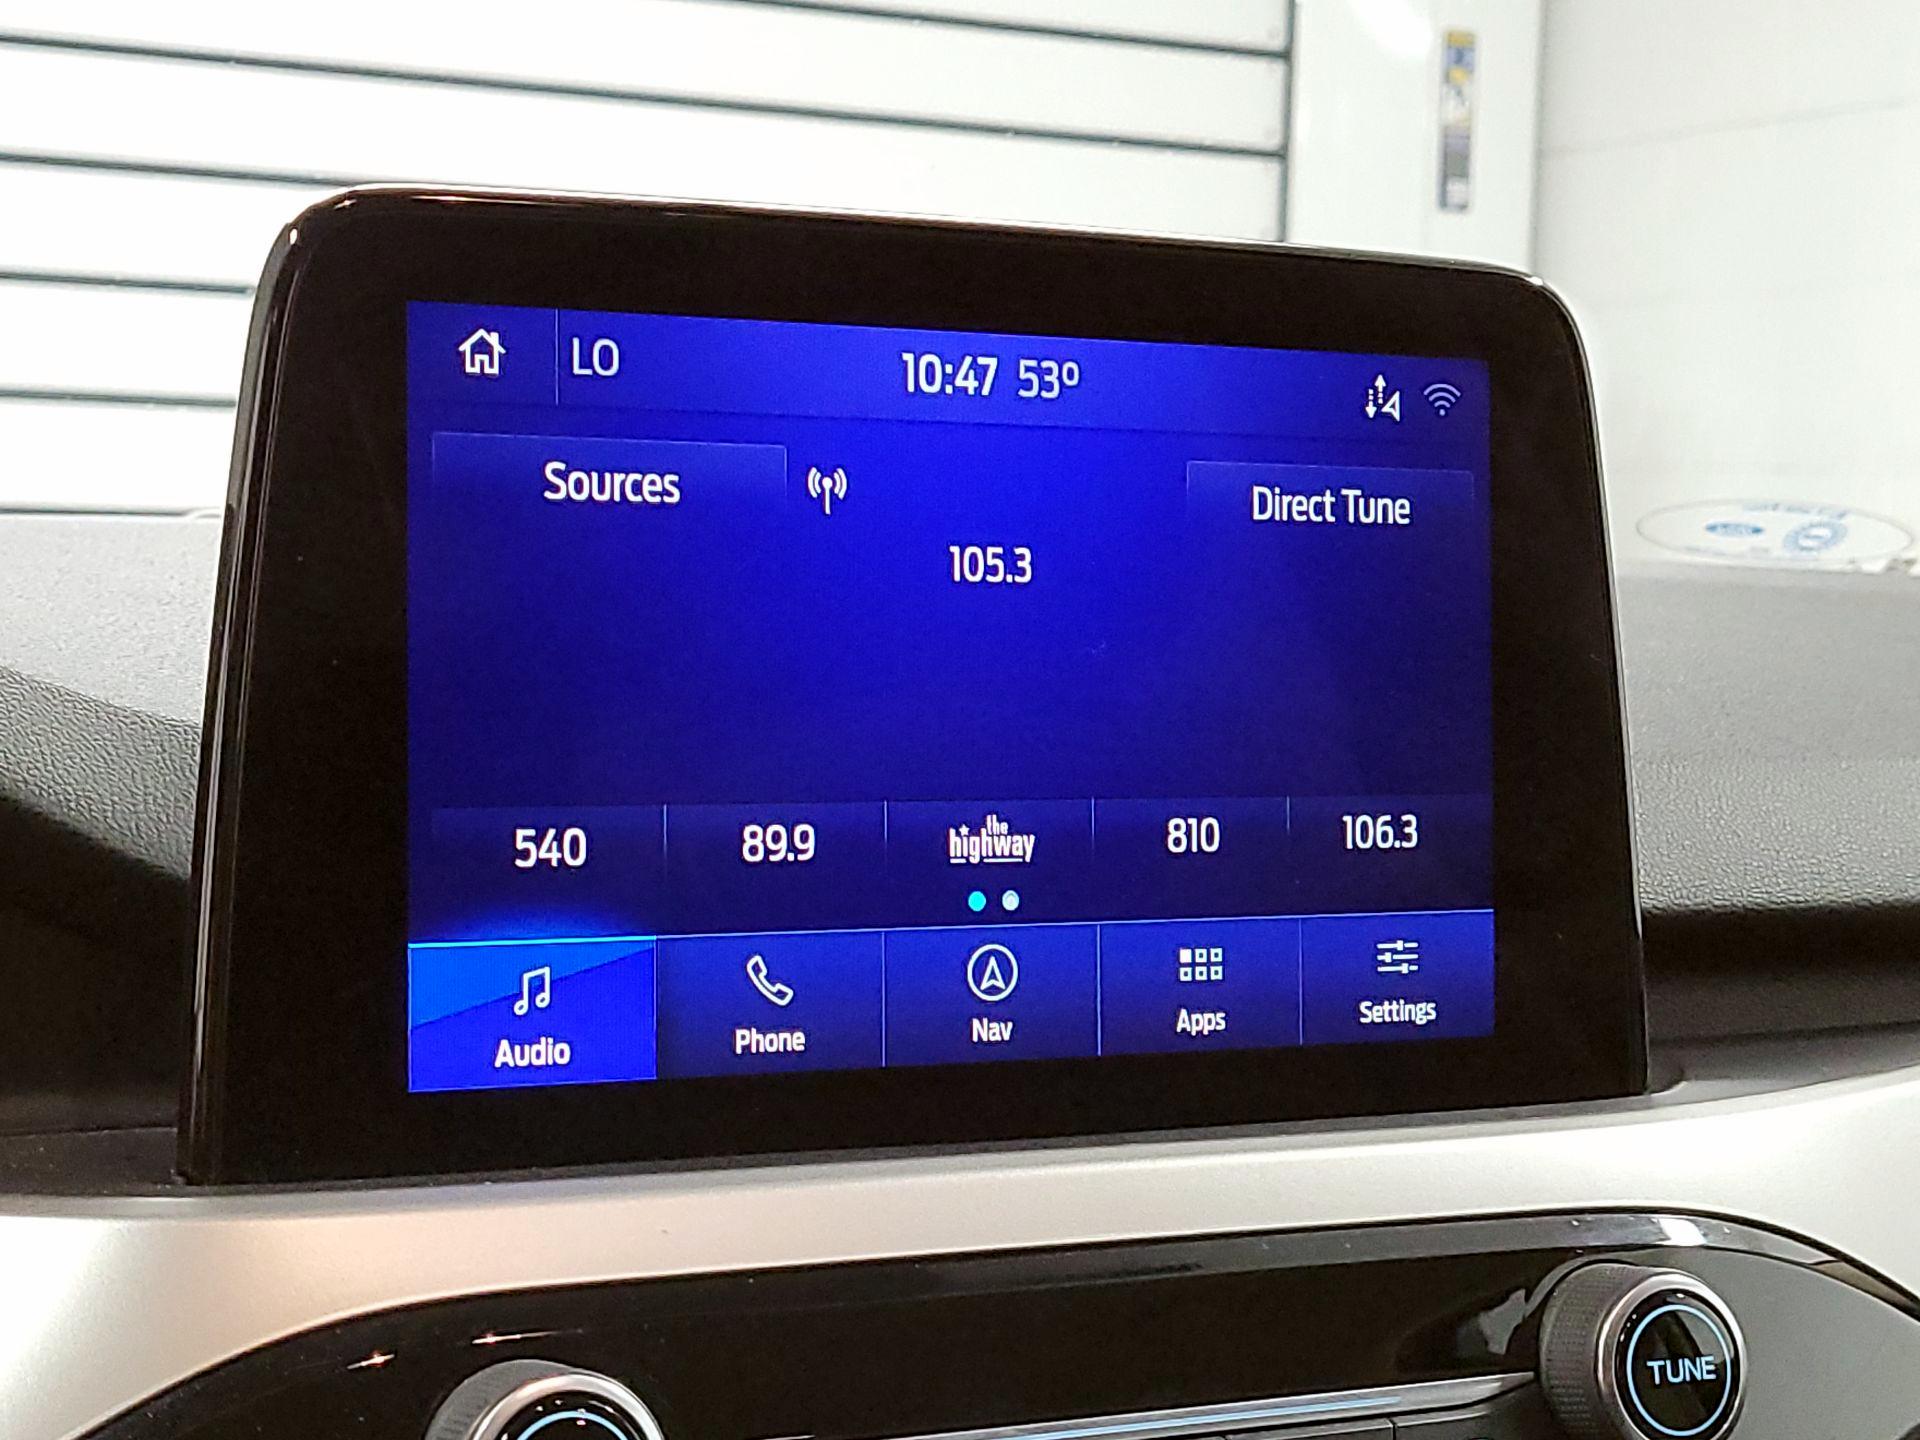 LO
10:47 53º
Sources
Direct Tune
105.3
540
89.9
the highway
810
106.3
Audio
Phone
Nav
Apps
Settings
TUNE